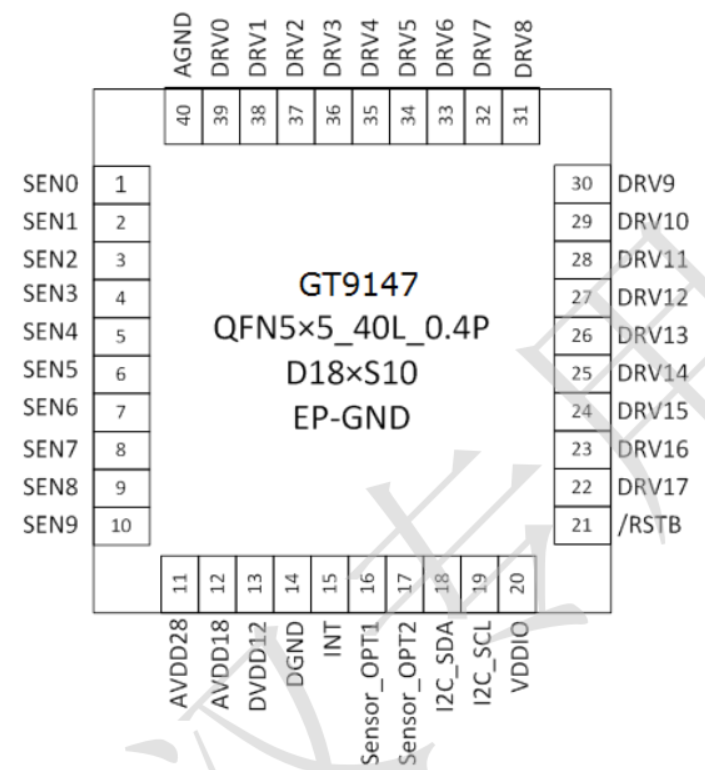 AGND DRV0 DRV1 DRV2 DRV3 DRV4 DRV5 DRV6 DRV7 DRV8
40 39 38 37 36 35 34 33 32 31
SEN0 1 30 DRV9
SEN1 2 29 DRV10
SEN2 3 28 DRV11
SEN3 4 27 DRV12
SEN4 5 26 DRV13
SEN5 6 25 DRV14
SEN6 7 24 DRV15
SEN7 8 23 DRV16
SEN8 9 22 DRV17
SEN9 10 21 /RSTB
GT9147
QFN5×5_40L_0.4P
D18×S10
EP-GND
11 12 13 14 15 16 17 18 19 20
AVDD28 AVDD18 DVDD12 DGND INT Sensor_OPT1 Sensor_OPT2 I2C_SDA I2C_SCL VDDIO